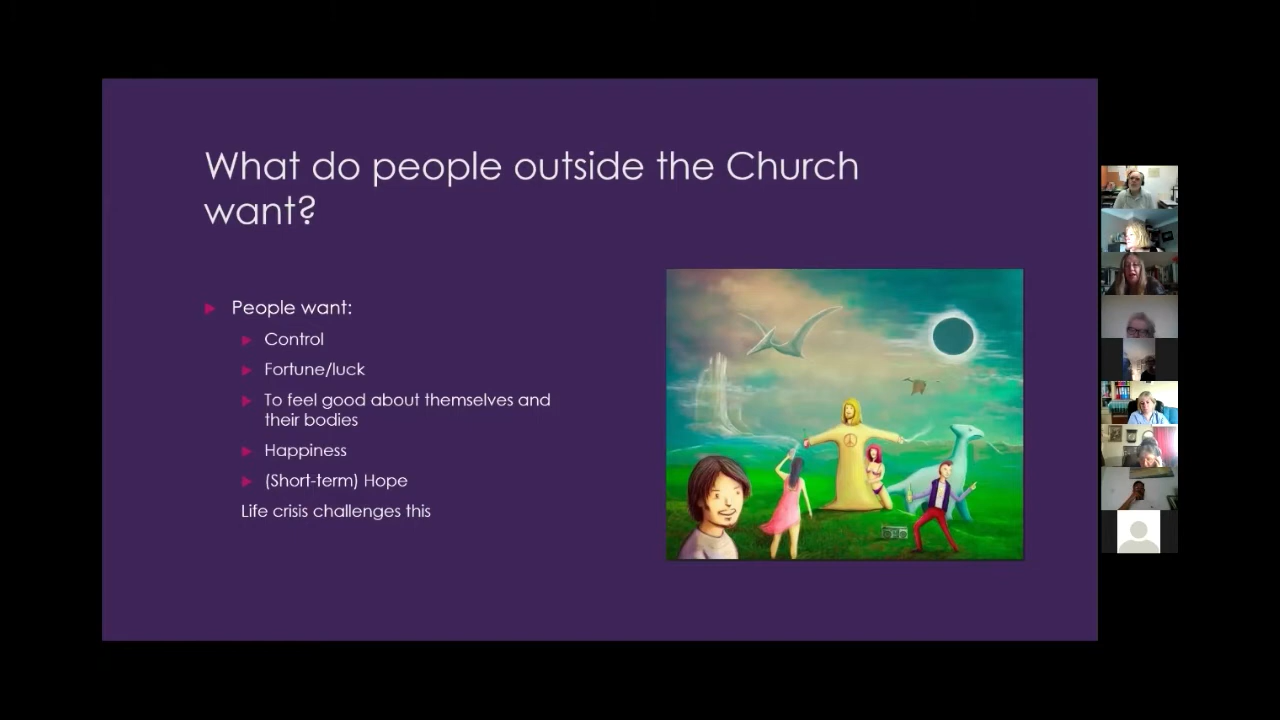 What do people outside the Church
want?
People want:
Control
Fortune/luck
To feel good about themselves and
their bodies
Happiness
(Short-term) Hope
Life crisis challenges this